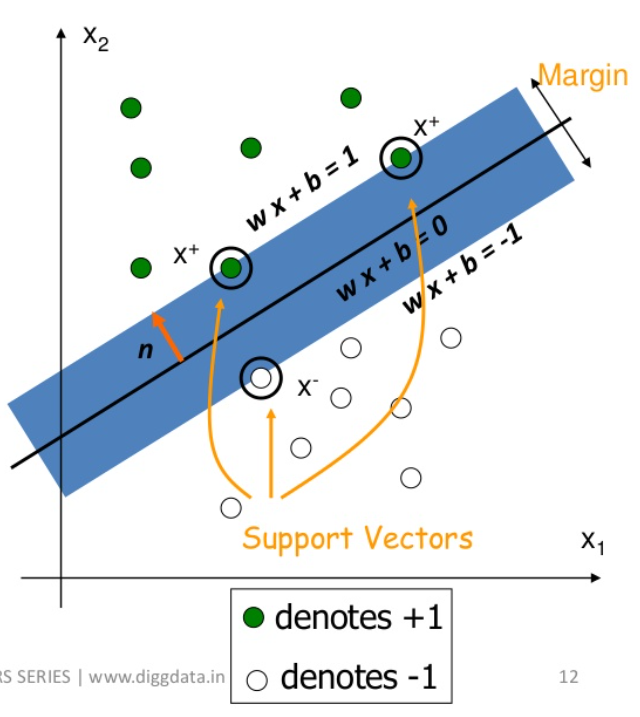 x2
Margin
x+
w x + b = 1
x+
w x + b = 0
w x + b = -1
n
x-
Support Vectors
x1
denotes +1
denotes -1
RS SERIES | www.diggdata.in
12